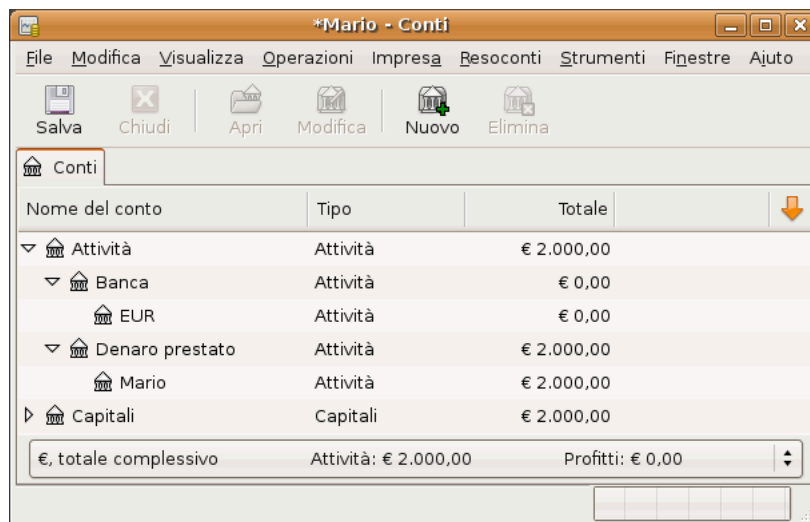 *Mario - Conti
File Modifica Visualizza Operazioni Impresa Resoconti Strumenti Finestre Aiuto
Salva Chiudi Apri Modifica Nuovo Elimina
Conti
Nome del conto Tipo Totale
Attività Attività € 2.000,00
Banca Attività € 0,00
EUR Attività € 0,00
Denaro prestato Attività € 2.000,00
Mario Attività € 2.000,00
Capitali Capitali € 2.000,00
€, totale complessivo Attività: € 2.000,00 Profitti: € 0,00